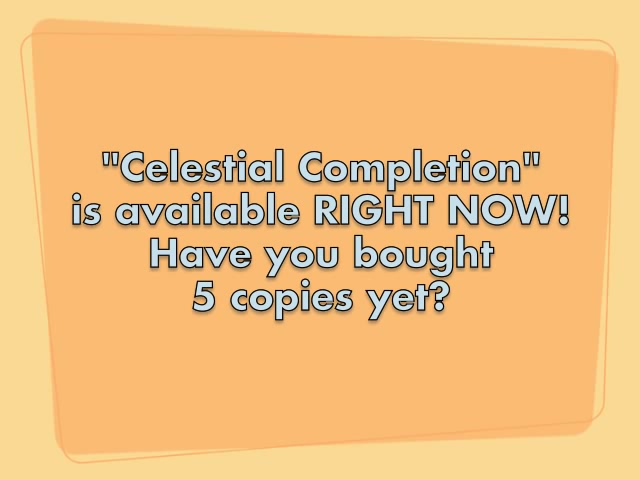 "Celestial Completion"
is available RIGHT NOW!
Have you bought
5 copies yet?